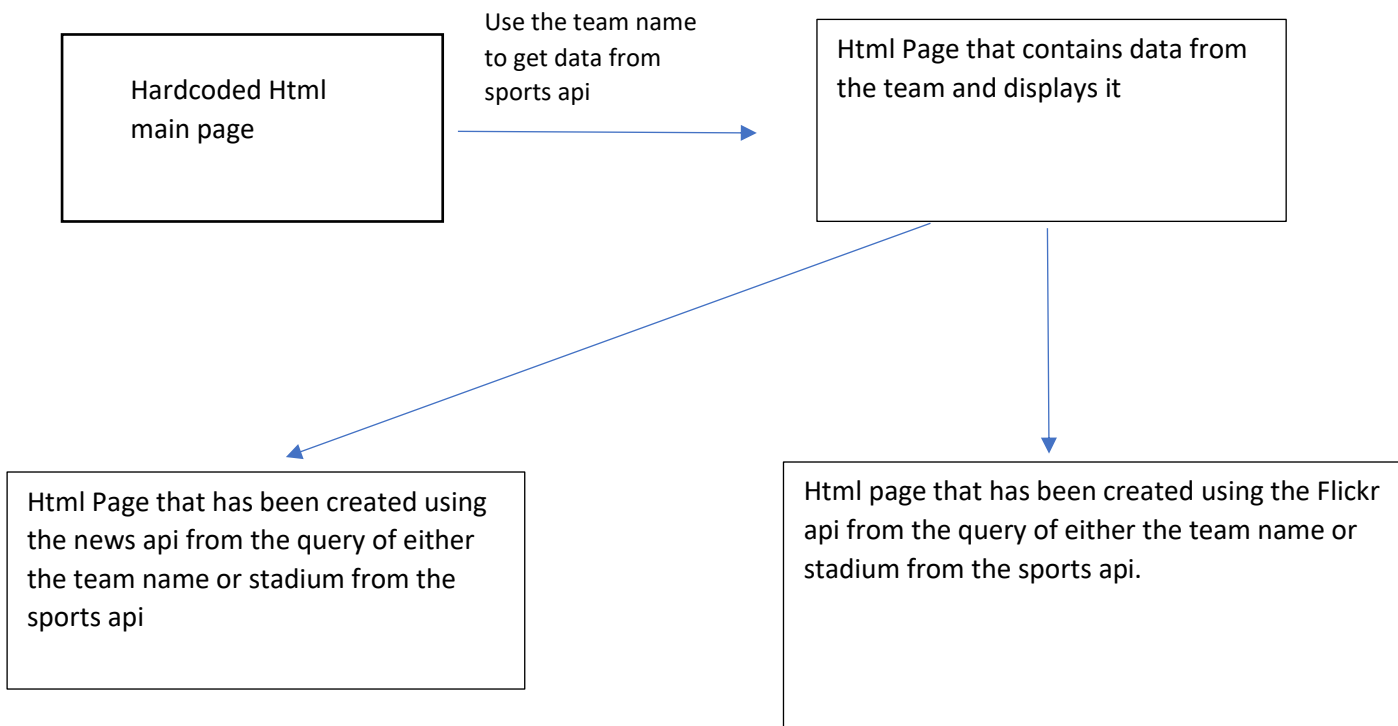 Hardcoded Html
main page
Use the team name
to get data from
sports api
Html Page that contains data from
the team and displays it
Html Page that has been created using
the news api from the query of either
the team name or stadium from the
sports api
Html page that has been created using the Flickr
api from the query of either the team name or
stadium from the sports api.